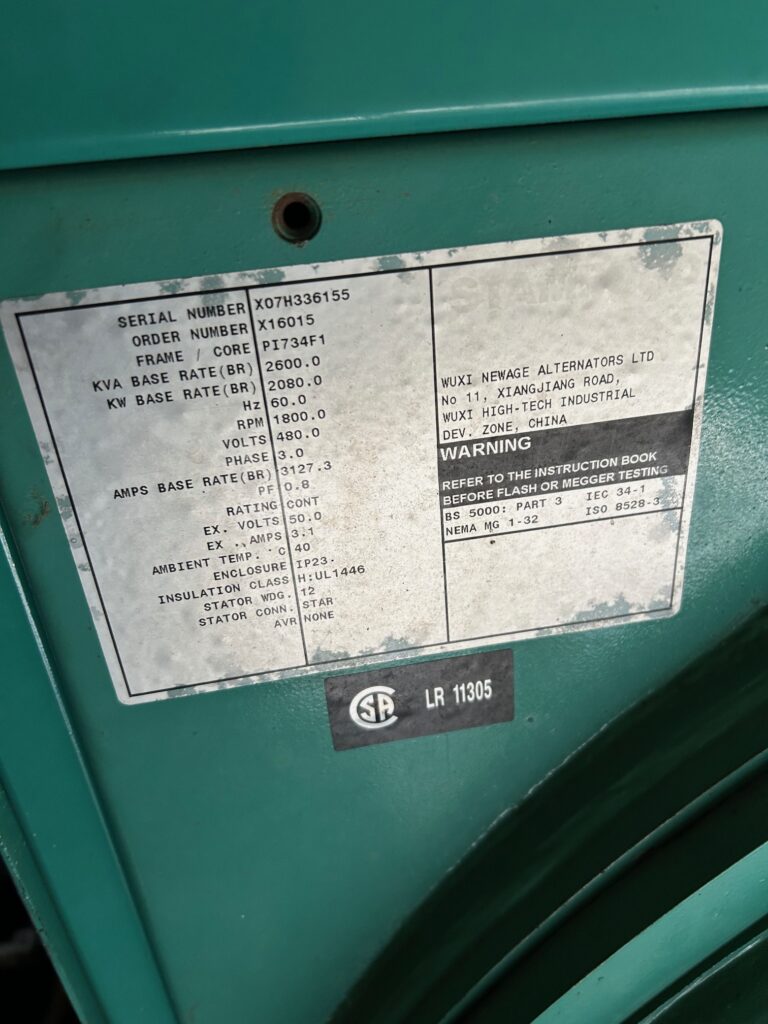 SERIAL NUMBER X07H336155
ORDER NUMBER X16015
FRAME / CORE PI734F1
KVA BASE RATE(BR) 2600.0
KW BASE RATE(BR) 2080.0
Hz 60.0
RPM 1800.0
VOLTS 480.0
PHASE 3.0
AMPS BASE RATE(BR) 3127.3
PF 0.8
RATING CONT
EX. VOLTS 50.0
EX .. AMPS 3.1
AMBIENT TEMP. °C 40
ENCLOSURE IP23.
INSULATION CLASS H:UL1446
STATOR WDG. 12
STATOR CONN. STAR
AVR NONE
WUXI NEWAGE ALTERNATORS LTD
No 11, XIANGJIANG ROAD,
WUXI HIGH-TECH INDUSTRIAL
DEV. ZONE, CHINA
WARNING
REFER TO THE INSTRUCTION BOOK
BEFORE FLASH OR MEGGER TESTING
BS 5000: PART 3 IEC 34-1
NEMA MG 1-32 ISO 8528-3
CSA LR 11305